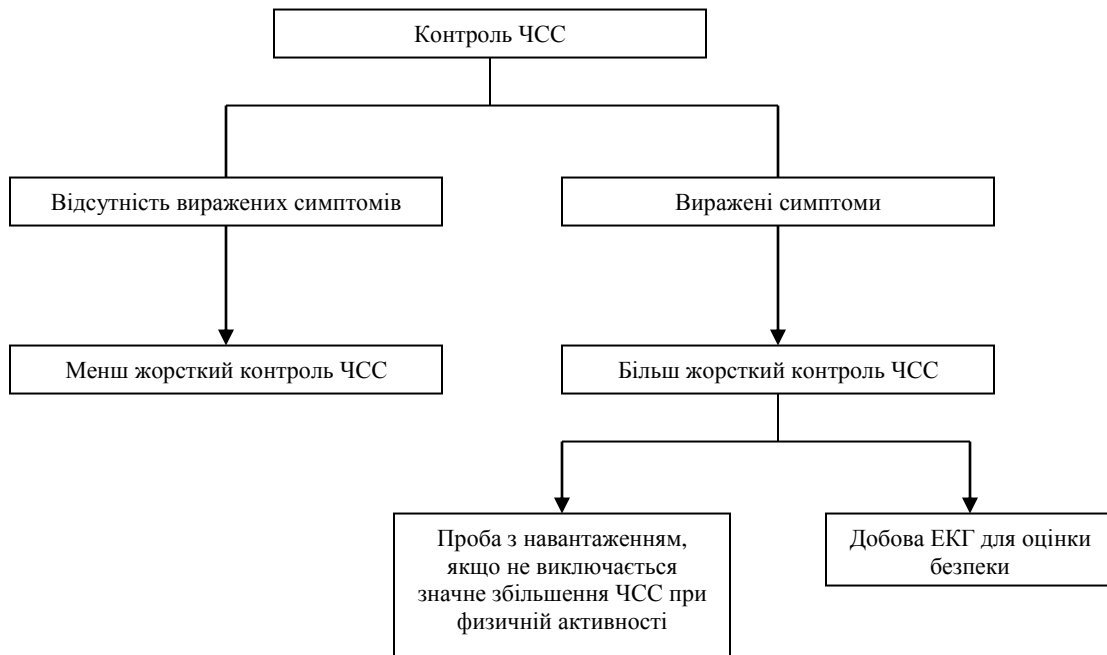 Контроль ЧСС
Відсутність виражених симптомів
Виражені симптоми
Менш жорсткий контроль ЧСС
Більш жорсткий контроль ЧСС
Проба з навантаженням,
якщо не виключається
значне збільшення ЧСС при
физичній активності
Добова ЕКГ для оцінки
безпеки